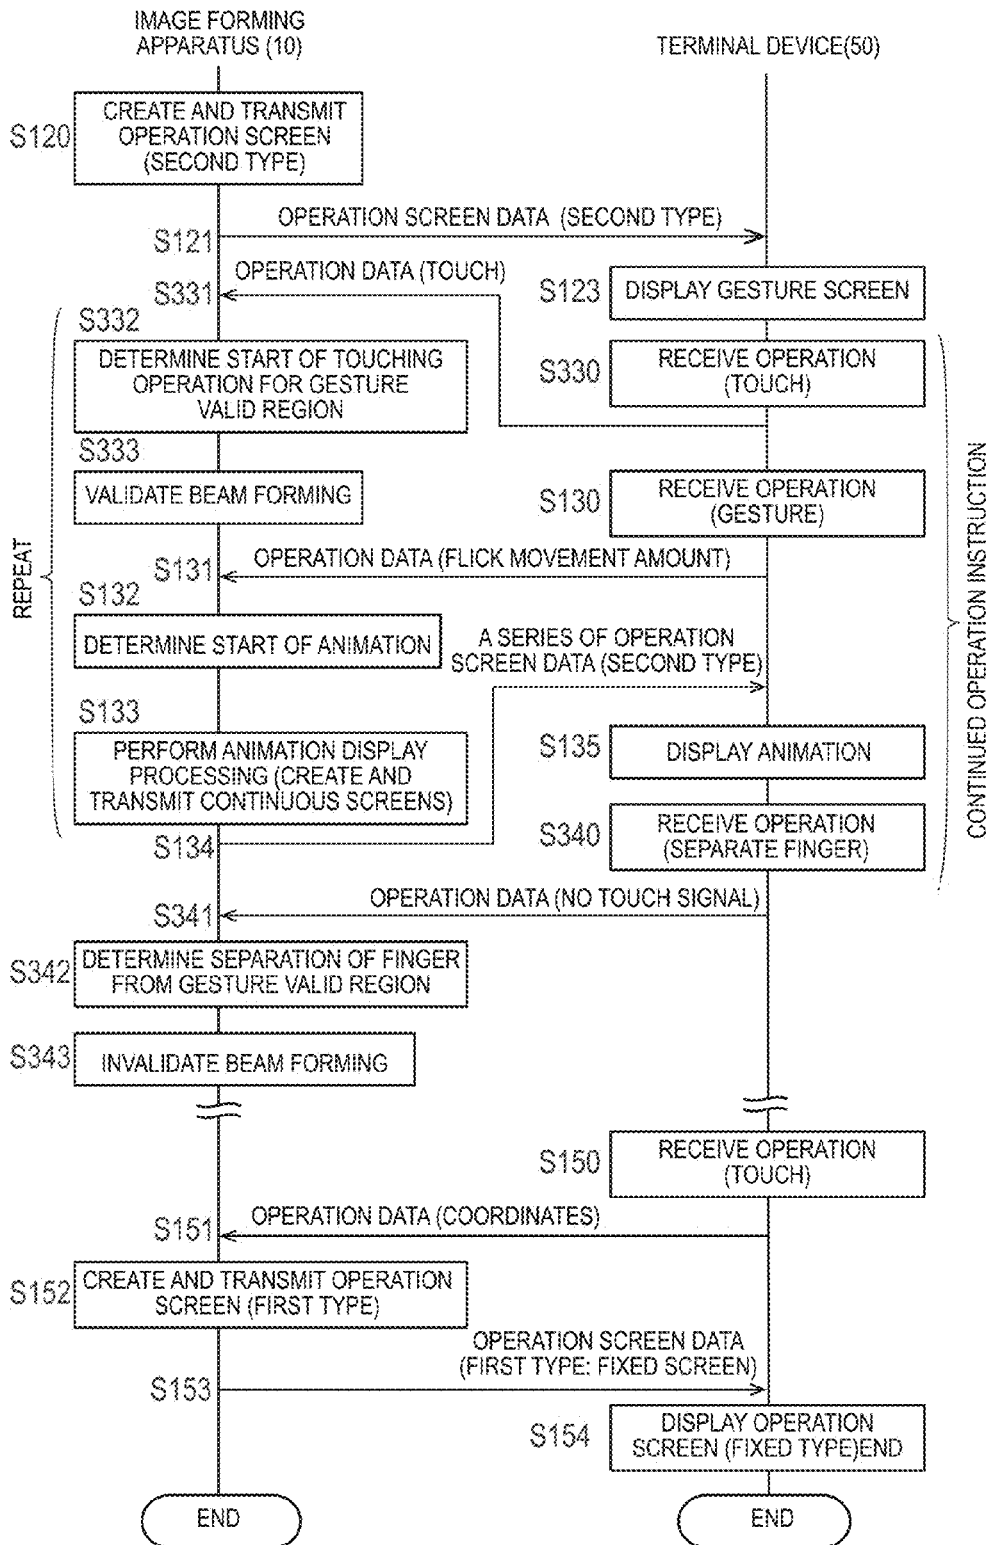 IMAGE FORMING
APPARATUS (10)
TERMINAL DEVICE(50)
S120
CREATE AND TRANSMIT
OPERATION SCREEN
(SECOND TYPE)
OPERATION SCREEN DATA (SECOND TYPE)
S121
OPERATION DATA (TOUCH)
S331
S123
DISPLAY GESTURE SCREEN
S332
DETERMINE START OF TOUCHING
OPERATION FOR GESTURE
VALID REGION
S330
RECEIVE OPERATION
(TOUCH)
S333
VALIDATE BEAM FORMING
S130
RECEIVE OPERATION
(GESTURE)
REPEAT
CONTINUED OPERATION INSTRUCTION
OPERATION DATA (FLICK MOVEMENT AMOUNT)
S131
S132
DETERMINE START OF ANIMATION
A SERIES OF OPERATION
SCREEN DATA (SECOND TYPE)
S133
PERFORM ANIMATION DISPLAY
PROCESSING (CREATE AND
TRANSMIT CONTINUOUS SCREENS)
S135
DISPLAY ANIMATION
S134
S340
RECEIVE OPERATION
(SEPARATE FINGER)
OPERATION DATA (NO TOUCH SIGNAL)
S341
S342
DETERMINE SEPARATION OF FINGER
FROM GESTURE VALID REGION
S343
INVALIDATE BEAM FORMING
S150
RECEIVE OPERATION
(TOUCH)
OPERATION DATA (COORDINATES)
S151
S152
CREATE AND TRANSMIT OPERATION
SCREEN (FIRST TYPE)
OPERATION SCREEN DATA
(FIRST TYPE: FIXED SCREEN)
S153
S154
DISPLAY OPERATION
SCREEN (FIXED TYPE)END
END
END